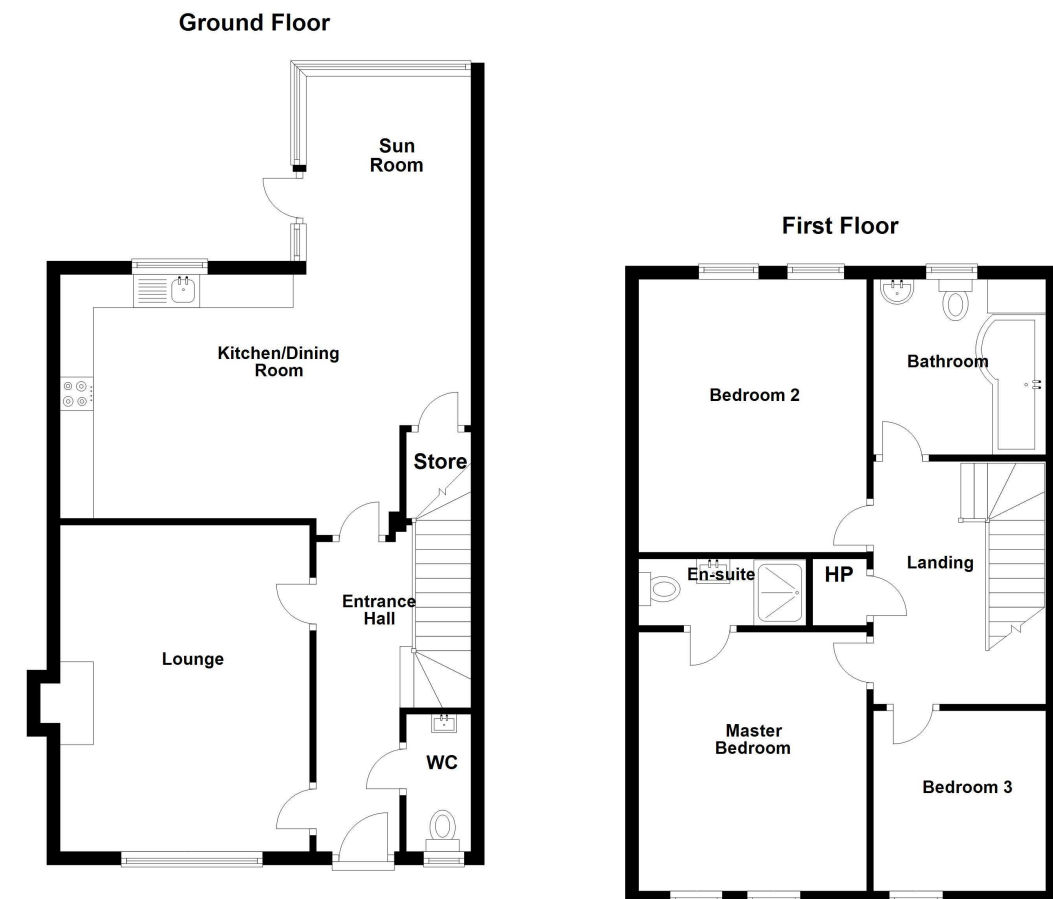 Ground Floor
Sun
Room
Kitchen/Dining
Room
Store
Entrance
Hall
Lounge
WC
First Floor
Bathroom
Bedroom 2
En-suite
HP
Landing
Master
Bedroom
Bedroom 3